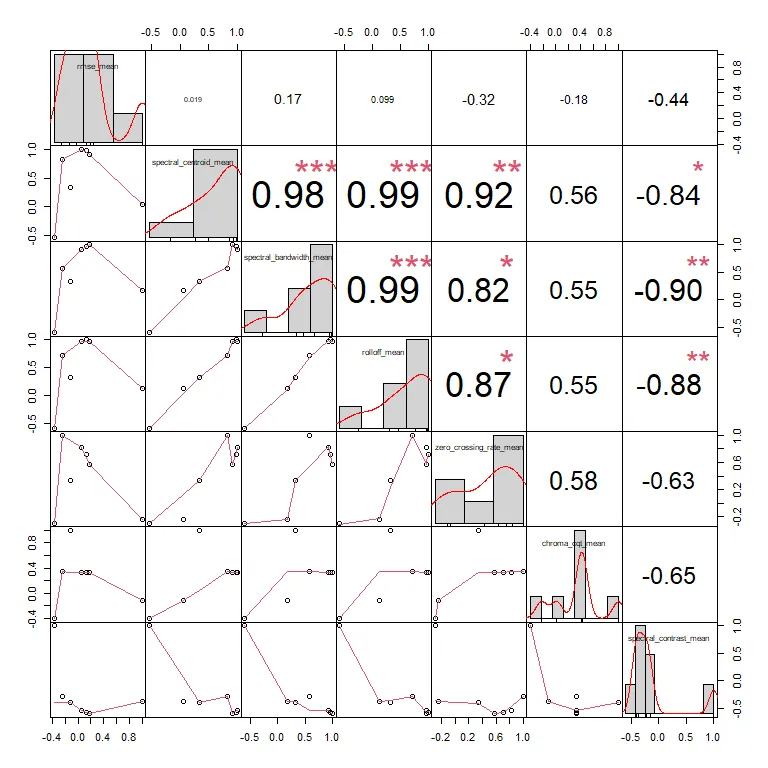 -0.5 0.0 0.5 1.0 -0.5 0.0 0.5 1.0 -0.4 0.0 0.4 0.8
rmse_mean 0.019 0.17 0.099 -0.32 -0.18 -0.44 -0.4 0.0 0.4 0.8
-0.5 0.0 0.5 1.0 spectral_centroid_mean *** 0.98 *** 0.99 ** 0.92 0.56 * -0.84
spectral_bandwidth_mean *** 0.99 * 0.82 0.55 ** -0.90 -0.5 0.0 0.5 1.0
-0.5 0.0 0.5 1.0 rolloff_mean * 0.87 0.55 ** -0.88
zero_crossing_rate_mean 0.58 -0.63 -0.2 0.2 0.6 1.0
-0.4 0.0 0.4 0.8 chroma_cqt_mean -0.65
spectral_contrast_mean -0.5 0.0 0.5 1.0
-0.4 0.0 0.4 0.8 -0.5 0.0 0.5 1.0 -0.2 0.2 0.6 1.0 -0.5 0.0 0.5 1.0